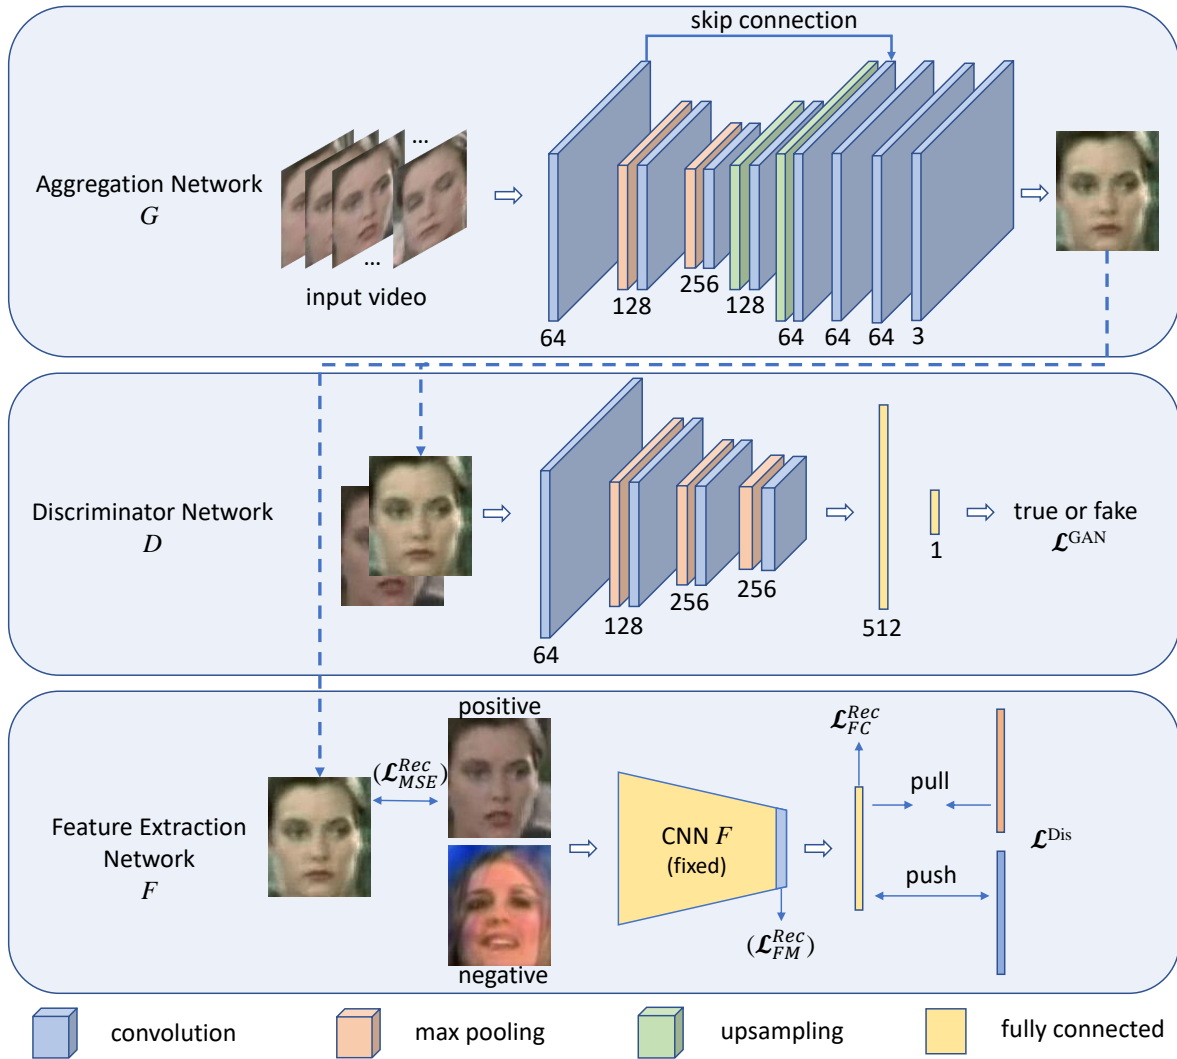 skip connection
...
Aggregation Network
G
...
input video
64
128
256
128
64
64
64
3
Discriminator Network
D
64
128
256
256
512
1
true or fake
𝓛^GAN
positive
(𝓛^Rec_MSE)
Feature Extraction
Network
F
negative
CNN F
(fixed)
(𝓛^Rec_FM)
𝓛^Rec_FC
pull
push
𝓛^Dis
convolution
max pooling
upsampling
fully connected